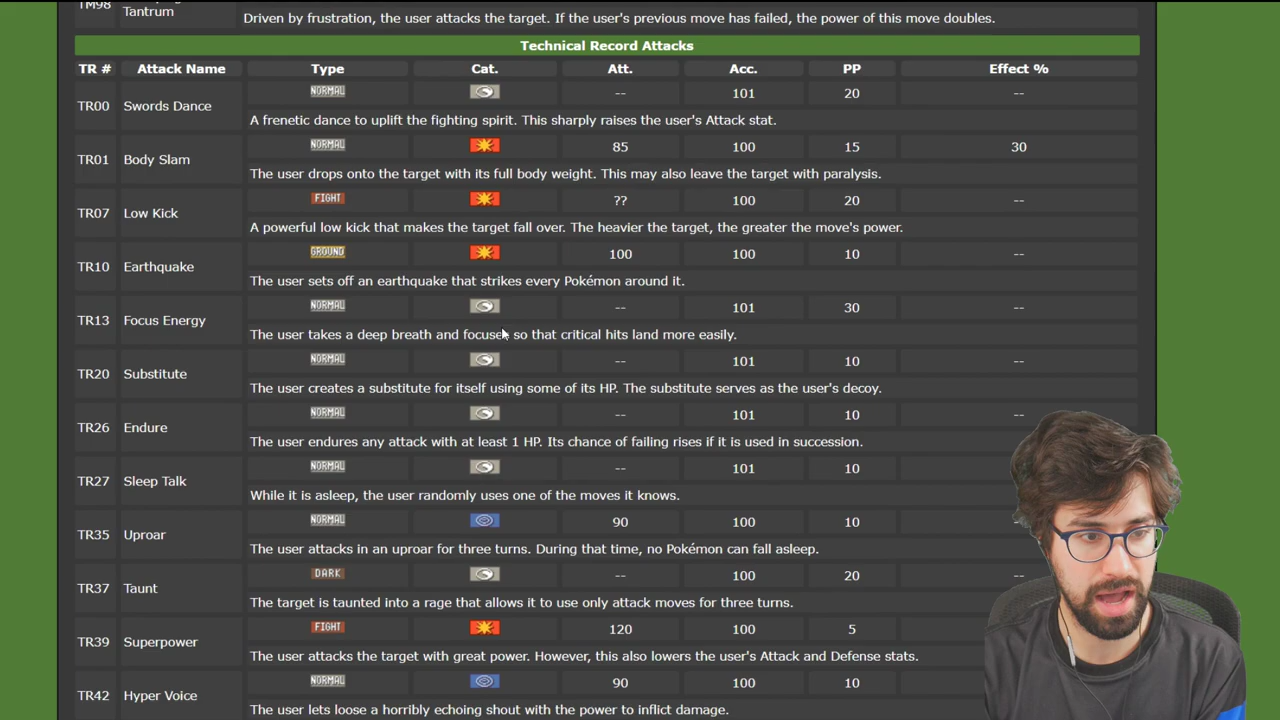 TM98
Tantrum
Driven by frustration, the user attacks the target. If the user's previous move has failed, the power of this move doubles.
Technical Record Attacks
TR # Attack Name Type Cat. Att. Acc. PP Effect %
TR00 Swords Dance NORMAL -- 101 20 --
A frenetic dance to uplift the fighting spirit. This sharply raises the user's Attack stat.
TR01 Body Slam NORMAL 85 100 15 30
The user drops onto the target with its full body weight. This may also leave the target with paralysis.
TR07 Low Kick FIGHT ?? 100 20 --
A powerful low kick that makes the target fall over. The heavier the target, the greater the move's power.
TR10 Earthquake GROUND 100 100 10 --
The user sets off an earthquake that strikes every Pokémon around it.
TR13 Focus Energy NORMAL -- 101 30 --
The user takes a deep breath and focuses so that critical hits land more easily.
TR20 Substitute NORMAL -- 101 10 --
The user creates a substitute for itself using some of its HP. The substitute serves as the user's decoy.
TR26 Endure NORMAL -- 101 10 --
The user endures any attack with at least 1 HP. Its chance of failing rises if it is used in succession.
TR27 Sleep Talk NORMAL -- 101 10 --
While it is asleep, the user randomly uses one of the moves it knows.
TR35 Uproar NORMAL 90 100 10
The user attacks in an uproar for three turns. During that time, no Pokémon can fall asleep.
TR37 Taunt DARK -- 100 20 --
The target is taunted into a rage that allows it to use only attack moves for three turns.
TR39 Superpower FIGHT 120 100 5
The user attacks the target with great power. However, this also lowers the user's Attack and Defense stats.
TR42 Hyper Voice NORMAL 90 100 10
The user lets loose a horribly echoing shout with the power to inflict damage.